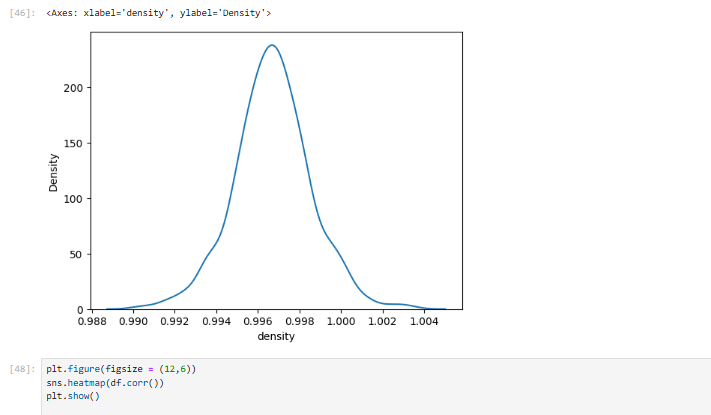 [46]: <Axes: xlabel='density', ylabel='Density'>
200
150
100
50
0
Density
0.988 0.990 0.992 0.994 0.996 0.998 1.000 1.002 1.004
density
[48]: plt.figure(figsize = (12,6))
sns.heatmap(df.corr())
plt.show()